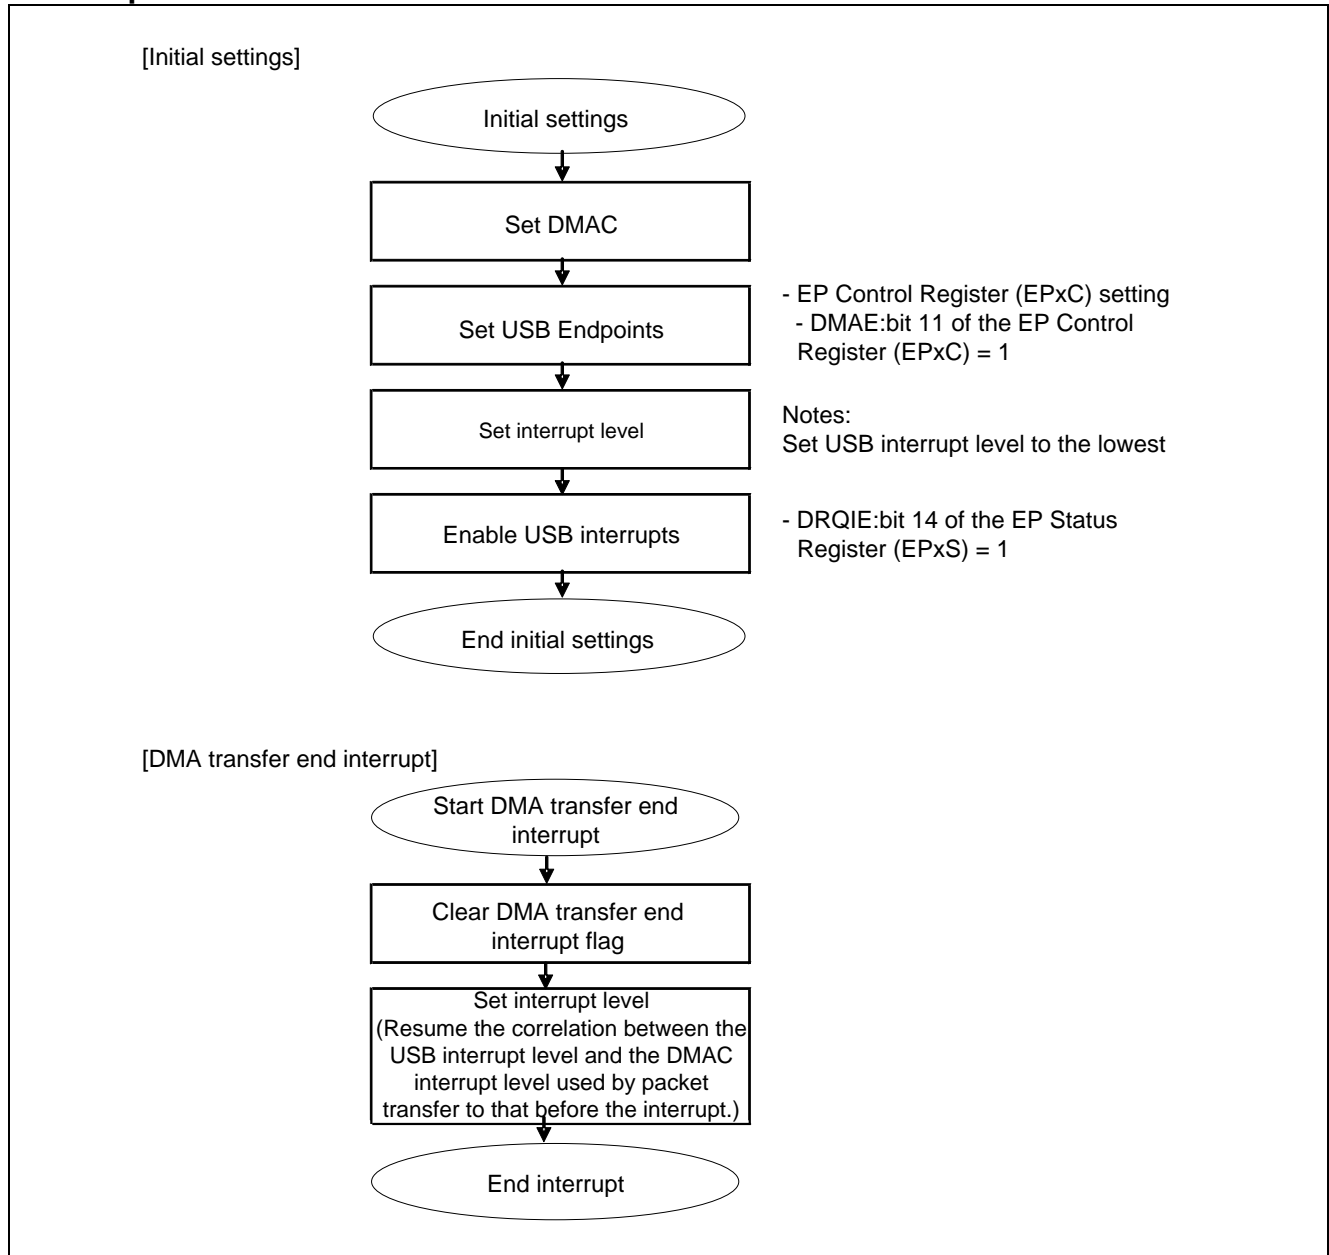 [Initial settings]
Initial settings
Set DMAC
Set USB Endpoints
- EP Control Register (EPxC) setting
- DMAE:bit 11 of the EP Control
Register (EPxC) = 1
Set interrupt level
Notes:
Set USB interrupt level to the lowest
Enable USB interrupts
- DRQIE:bit 14 of the EP Status
Register (EPxS) = 1
End initial settings
[DMA transfer end interrupt]
Start DMA transfer end
interrupt
Clear DMA transfer end
interrupt flag
Set interrupt level
(Resume the correlation between the
USB interrupt level and the DMAC
interrupt level used by packet
transfer to that before the interrupt.)
End interrupt